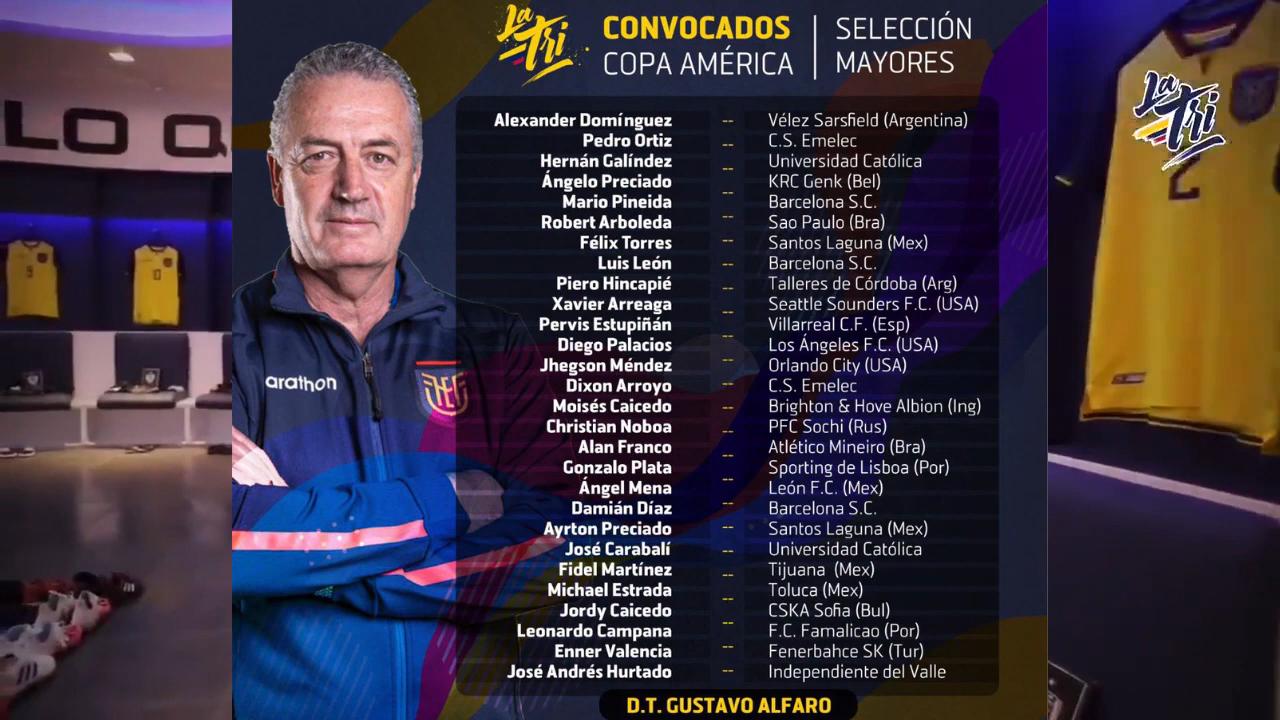 La Tri
CONVOCADOS
COPA AMÉRICA
SELECCIÓN
MAYORES
LO Q
La Tri
2
9
arathon
FEF
Alexander Domínguez -- Vélez Sarsfield (Argentina)
Pedro Ortiz -- C.S. Emelec
Hernán Galíndez -- Universidad Católica
Ángelo Preciado -- KRC Genk (Bel)
Mario Pineida -- Barcelona S.C.
Robert Arboleda -- Sao Paulo (Bra)
Félix Torres -- Santos Laguna (Mex)
Luis León -- Barcelona S.C.
Piero Hincapié -- Talleres de Córdoba (Arg)
Xavier Arreaga -- Seattle Sounders F.C. (USA)
Pervis Estupiñán -- Villarreal C.F. (Esp)
Diego Palacios -- Los Ángeles F.C. (USA)
Jhegson Méndez -- Orlando City (USA)
Dixon Arroyo -- C.S. Emelec
Moisés Caicedo -- Brighton & Hove Albion (Ing)
Christian Noboa -- PFC Sochi (Rus)
Alan Franco -- Atlético Mineiro (Bra)
Gonzalo Plata -- Sporting de Lisboa (Por)
Ángel Mena -- León F.C. (Mex)
Damián Díaz -- Barcelona S.C.
Ayrton Preciado -- Santos Laguna (Mex)
José Carabalí -- Universidad Católica
Fidel Martínez -- Tijuana (Mex)
Michael Estrada -- Toluca (Mex)
Jordy Caicedo -- CSKA Sofia (Bul)
Leonardo Campana -- F.C. Famalicao (Por)
Enner Valencia -- Fenerbahce SK (Tur)
José Andrés Hurtado -- Independiente del Valle
D.T. GUSTAVO ALFARO